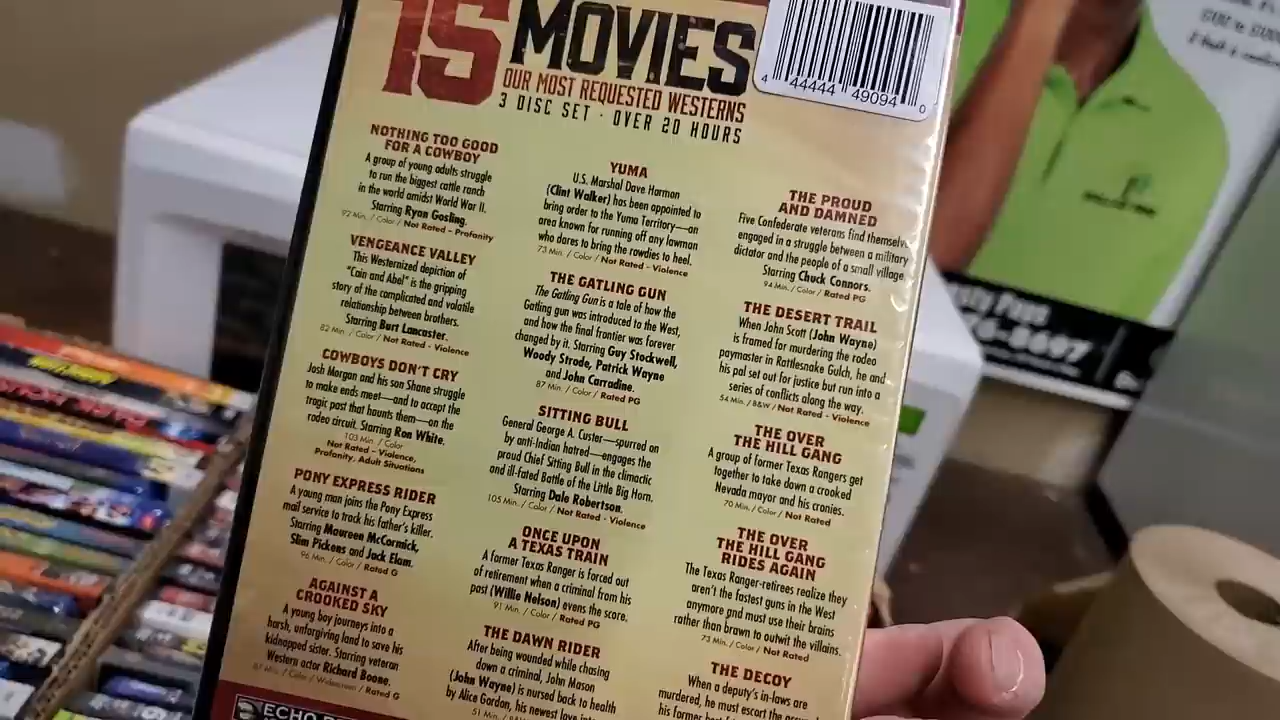 15 MOVIES
OUR MOST REQUESTED WESTERNS
3 DISC SET · OVER 20 HOURS
4 44444 49094 0
NOTHING TOO GOOD
FOR A COWBOY
A group of young adults struggle
to run the biggest cattle ranch
in the world amidst World War II.
Starring Ryan Gosling.
92 Min. / Color / Not Rated - Profanity
VENGEANCE VALLEY
This Westernized depiction of
"Cain and Abel" is the gripping
story of the complicated and volatile
relationship between brothers.
Starring Burt Lancaster.
82 Min. / Color / Not Rated - Violence
COWBOYS DON'T CRY
Josh Morgan and his son Shane struggle
to make ends meet—and to accept the
tragic past that haunts them—on the
rodeo circuit. Starring Ron White.
103 Min. / Color
Not Rated - Violence,
Profanity, Adult Situations
PONY EXPRESS RIDER
A young man joins the Pony Express
mail service to track his father's killer.
Starring Maureen McCormick,
Slim Pickens and Jack Elam.
96 Min. / Color / Rated G
AGAINST A
CROOKED SKY
A young boy journeys into a
harsh, unforgiving land to save his
kidnapped sister. Starring veteran
Western actor Richard Boone.
Min. / Color / Widescreen / Rated G
YUMA
U.S. Marshal Dave Harmon
(Clint Walker) has been appointed to
bring order to the Yuma Territory—an
area known for running off any lawman
who dares to bring the rowdies to heel.
73 Min. / Color / Not Rated - Violence
THE GATLING GUN
The Gatling Gun is a tale of how the
Gatling gun was introduced to the West,
and how the final frontier was forever
changed by it. Starring Guy Stockwell,
Woody Strode, Patrick Wayne
and John Carradine.
87 Min. / Color / Rated PG
SITTING BULL
General George A. Custer—spurred on
by anti-Indian hatred—engages the
proud Chief Sitting Bull in the climactic
and ill-fated Battle of the Little Big Horn.
Starring Dale Robertson.
105 Min. / Color / Not Rated - Violence
ONCE UPON
A TEXAS TRAIN
A former Texas Ranger is forced out
of retirement when a criminal from his
past (Willie Nelson) evens the score.
91 Min. / Color / Rated PG
THE DAWN RIDER
After being wounded while chasing
down a criminal, John Mason
(John Wayne) is nursed back to health
by Alice Gordon, his newest love
51 Min.
THE PROUD
AND DAMNED
Five Confederate veterans find themselves
engaged in a struggle between a military
dictator and the people of a small village.
Starring Chuck Connors.
94 Min. / Color / Rated PG
THE DESERT TRAIL
When John Scott (John Wayne)
is framed for murdering the rodeo
paymaster in Rattlesnake Gulch, he and
his pal set out for justice but run into a
series of conflicts along the way.
54 Min. / B&W / Not Rated - Violence
THE OVER
THE HILL GANG
A group of former Texas Rangers get
together to take down a crooked
Nevada mayor and his cronies.
70 Min. / Color / Not Rated
THE OVER
THE HILL GANG
RIDES AGAIN
The Texas Ranger-retirees realize they
aren't the fastest guns in the West
anymore and must use their brains
rather than brawn to outwit the villains.
73 Min. / Color / Not Rated
THE DECOY
When a deputy's in-laws are
murdered, he must escort the
his former
ECHO